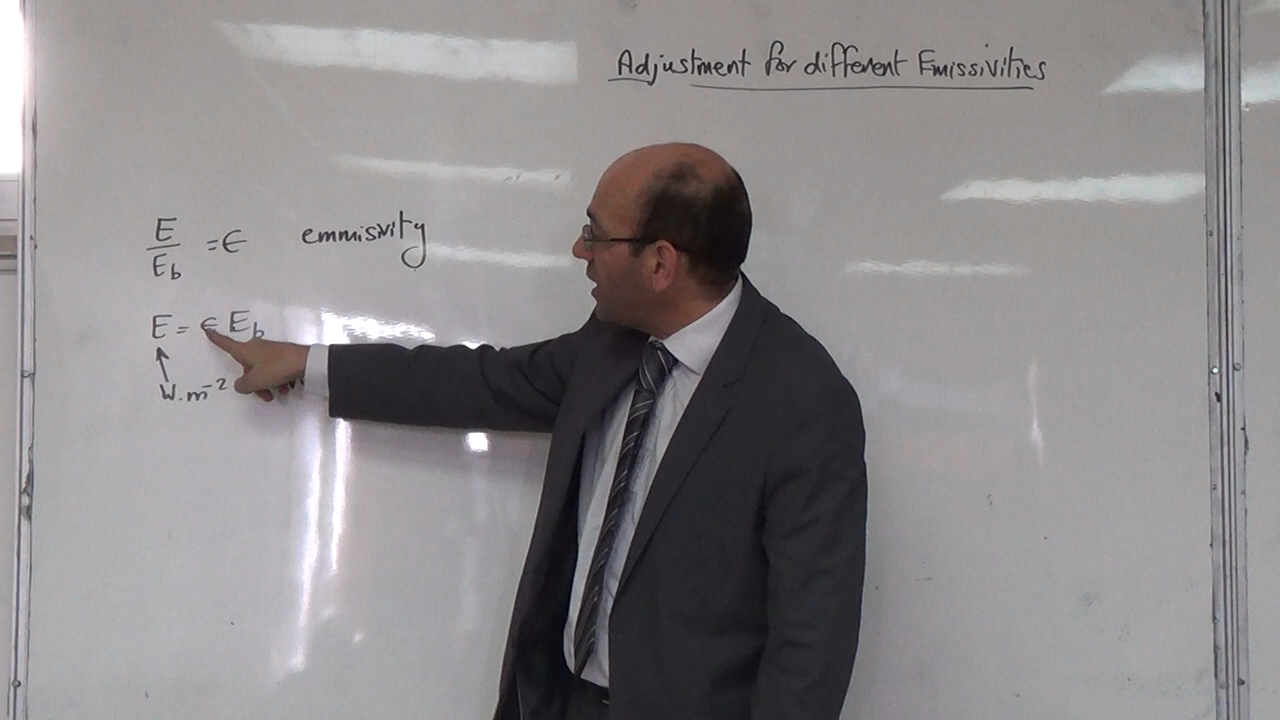 Adjustment for different Emissivities
E/E_b = ϵ emmisivity
E = ϵ E_b
W.m⁻²